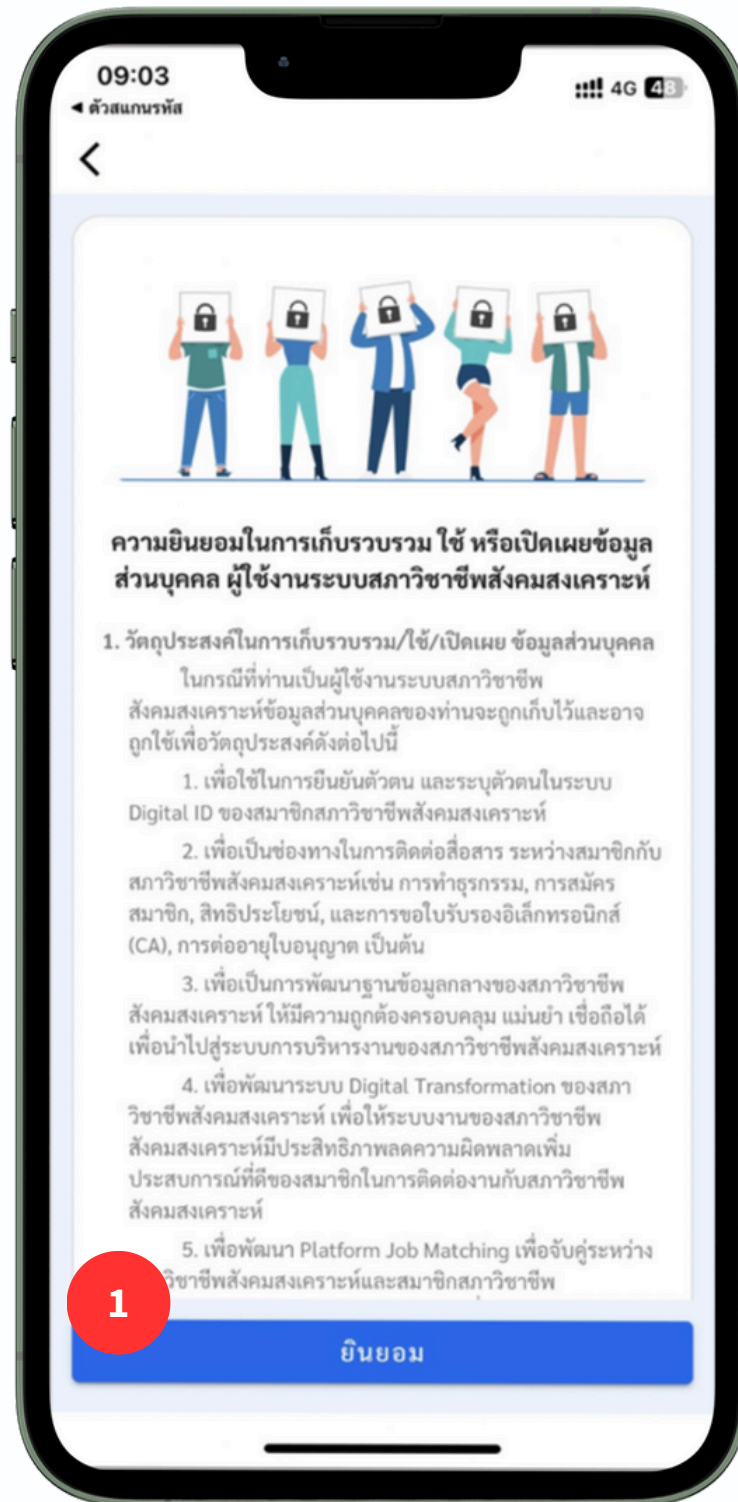 09:03
4G 48
◀ ตัวสแกนรหัส
ความยินยอมในการเก็บรวบรวม ใช้ หรือเปิดเผยข้อมูล
ส่วนบุคคล ผู้ใช้งานระบบสภาวิชาชีพสังคมสงเคราะห์
1. วัตถุประสงค์ในการเก็บรวบรวม/ใช้/เปิดเผย ข้อมูลส่วนบุคคล
ในกรณีที่ท่านเป็นผู้ใช้งานระบบสภาวิชาชีพ
สังคมสงเคราะห์ข้อมูลส่วนบุคคลของท่านจะถูกเก็บไว้และอาจ
ถูกใช้เพื่อวัตถุประสงค์ดังต่อไปนี้
1. เพื่อใช้ในการยืนยันตัวตน และระบุตัวตนในระบบ
Digital ID ของสมาชิกสภาวิชาชีพสังคมสงเคราะห์
2. เพื่อเป็นช่องทางในการติดต่อสื่อสาร ระหว่างสมาชิกกับ
สภาวิชาชีพสังคมสงเคราะห์เช่น การทำธุรกรรม, การสมัคร
สมาชิก, สิทธิประโยชน์, และการขอใบรับรองอิเล็กทรอนิกส์
(CA), การต่ออายุใบอนุญาต เป็นต้น
3. เพื่อเป็นการพัฒนาฐานข้อมูลกลางของสภาวิชาชีพ
สังคมสงเคราะห์ ให้มีความถูกต้องครอบคลุม แม่นยำ เชื่อถือได้
เพื่อนำไปสู่ระบบการบริหารงานของสภาวิชาชีพสังคมสงเคราะห์
4. เพื่อพัฒนาระบบ Digital Transformation ของสภา
วิชาชีพสังคมสงเคราะห์ เพื่อให้ระบบงานของสภาวิชาชีพ
สังคมสงเคราะห์มีประสิทธิภาพลดความผิดพลาดเพิ่ม
ประสบการณ์ที่ดีของสมาชิกในการติดต่องานกับสภาวิชาชีพ
สังคมสงเคราะห์
5. เพื่อพัฒนา Platform Job Matching เพื่อจับคู่ระหว่าง
วิชาชีพสังคมสงเคราะห์และสมาชิกสภาวิชาชีพ
1
ยินยอม